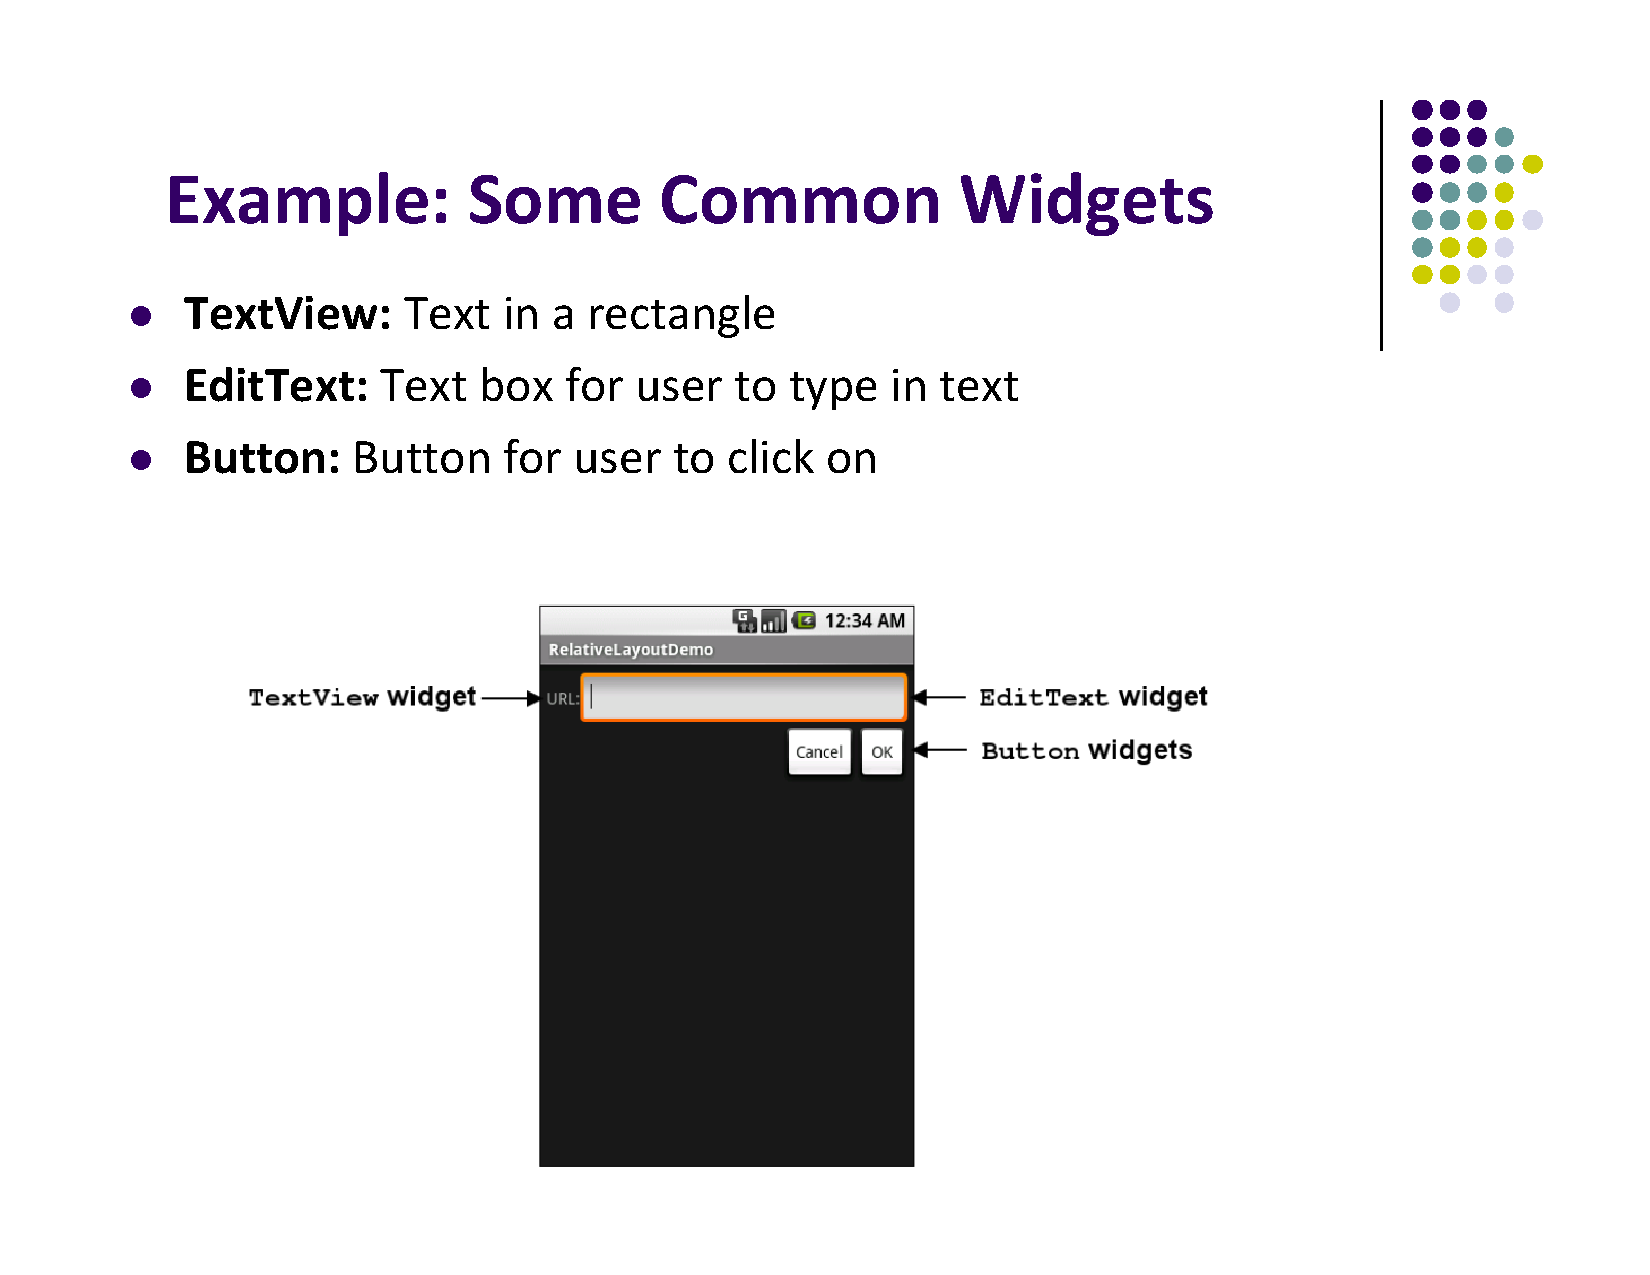 Example: Some Common Widgets
TextView: Text in a rectangle
EditText: Text box for user to type in text
Button: Button for user to click on
12:34 AM
RelativeLayoutDemo
TextView widget
URL:
EditText widget
Cancel
OK
Button widgets